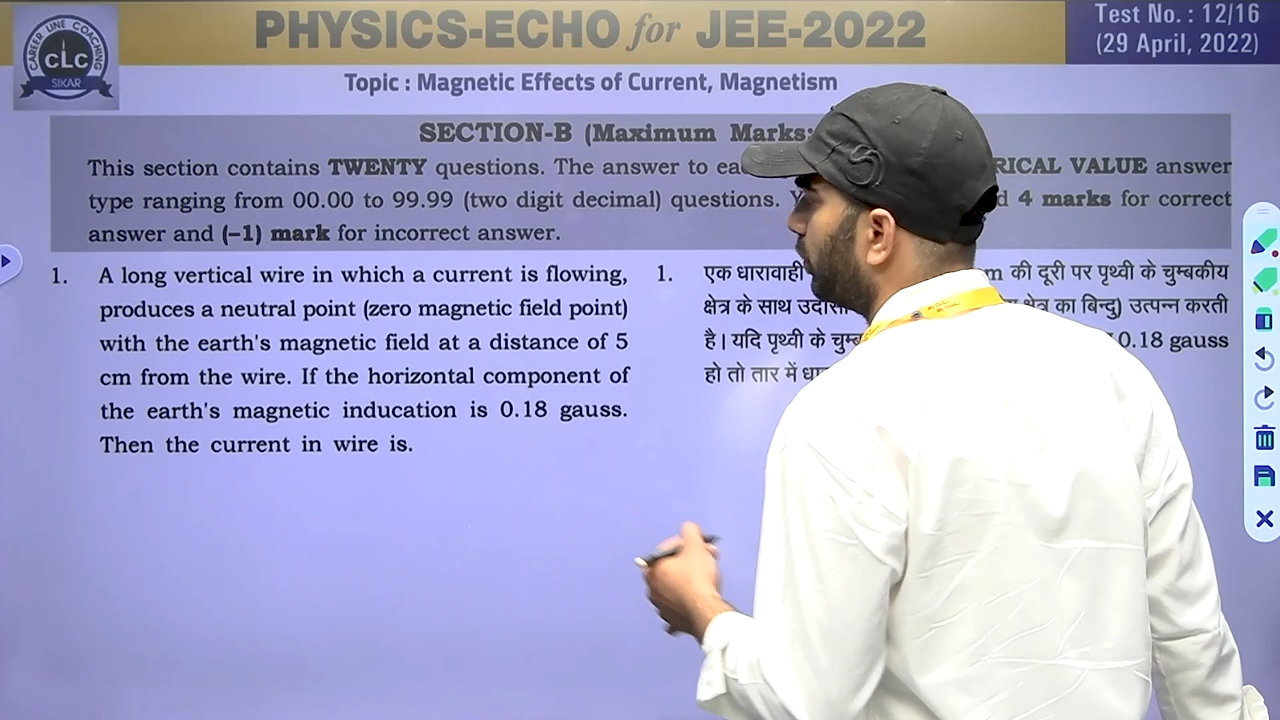 CAREER LINE COACHING
CLC
SIKAR
PHYSICS-ECHO for JEE-2022
Test No. : 12/16
(29 April, 2022)
Topic : Magnetic Effects of Current, Magnetism
SECTION-B (Maximum Marks:
This section contains TWENTY questions. The answer to answer
type ranging from 00.00 to 99.99 (two digit decimal) questions. 4 marks for correct
answer and (–1) mark for incorrect answer.
1. A long vertical wire in which a current is flowing,
produces a neutral point (zero magnetic field point)
with the earth's magnetic field at a distance of 5
cm from the wire. If the horizontal component of
the earth's magnetic inducation is 0.18 gauss.
Then the current in wire is.
1. एक धारावाही की दूरी पर पृथ्वी के चुम्बकीय
क्षेत्र के साथ क्षेत्र का बिन्दु) उत्पन्न करती
है। यदि पृथ्वी के 0.18 gauss
हो तो तार में